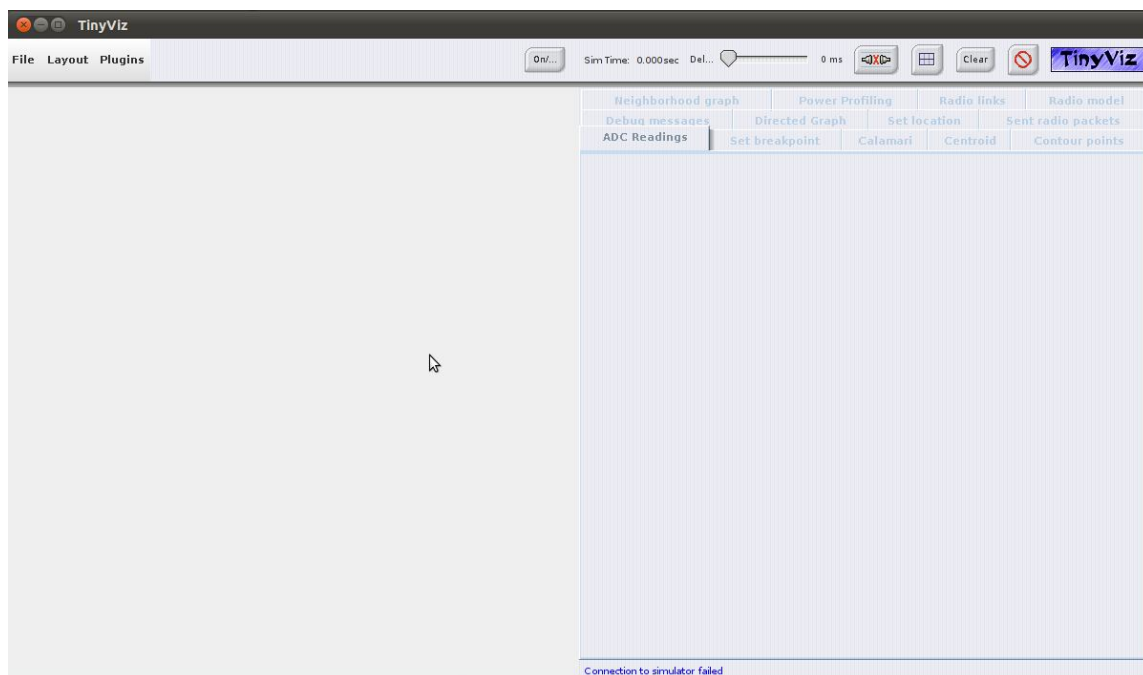 TinyViz
File Layout Plugins
On/... Sim Time: 0.000sec Del... 0 ms Clear TinyViz
Neighborhood graph Power Profiling Radio links Radio model
Debug messages Directed Graph Set location Sent radio packets
ADC Readings Set breakpoint Calamari Centroid Contour points
Connection to simulator failed